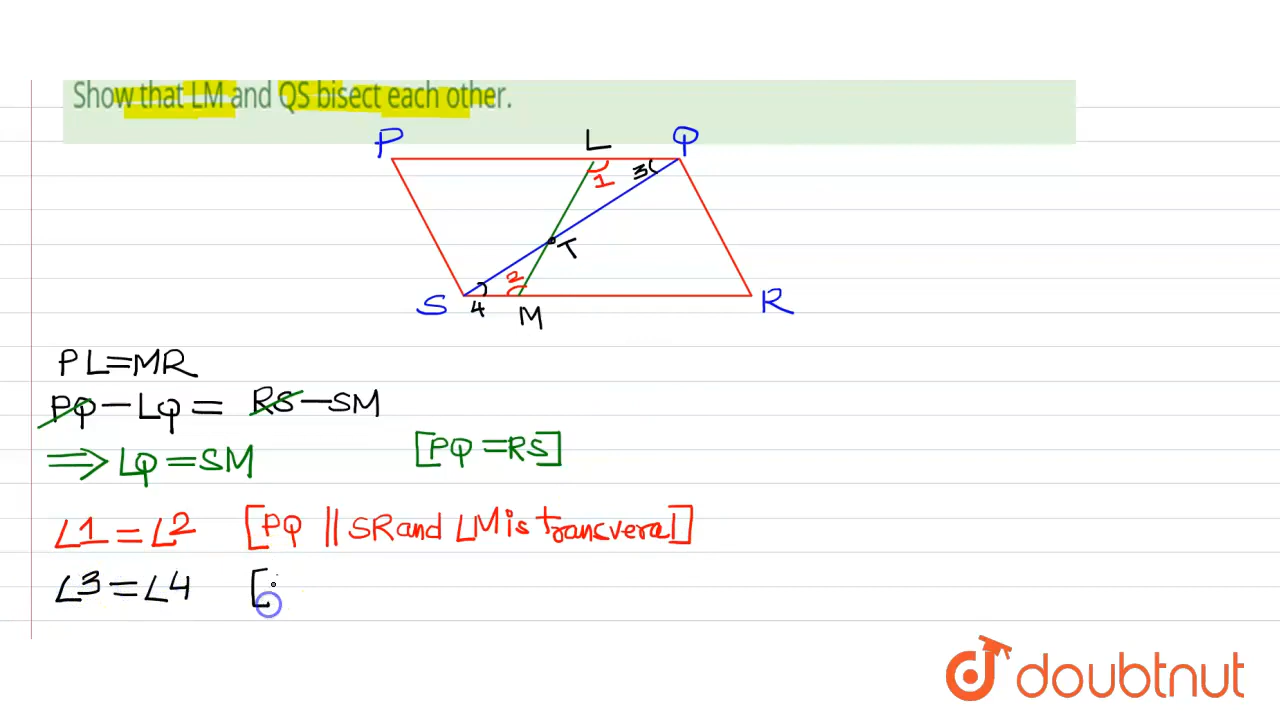 Show that LM and QS bisect each other.
P L Q
1 3
T
2
S 4 M R
PL=MR
PQ-LQ= RS-SM
⇒ LQ=SM [PQ=RS]
∠1=∠2 [PQ || SR and LM is transveral]
∠3=∠4 [
doubtnut